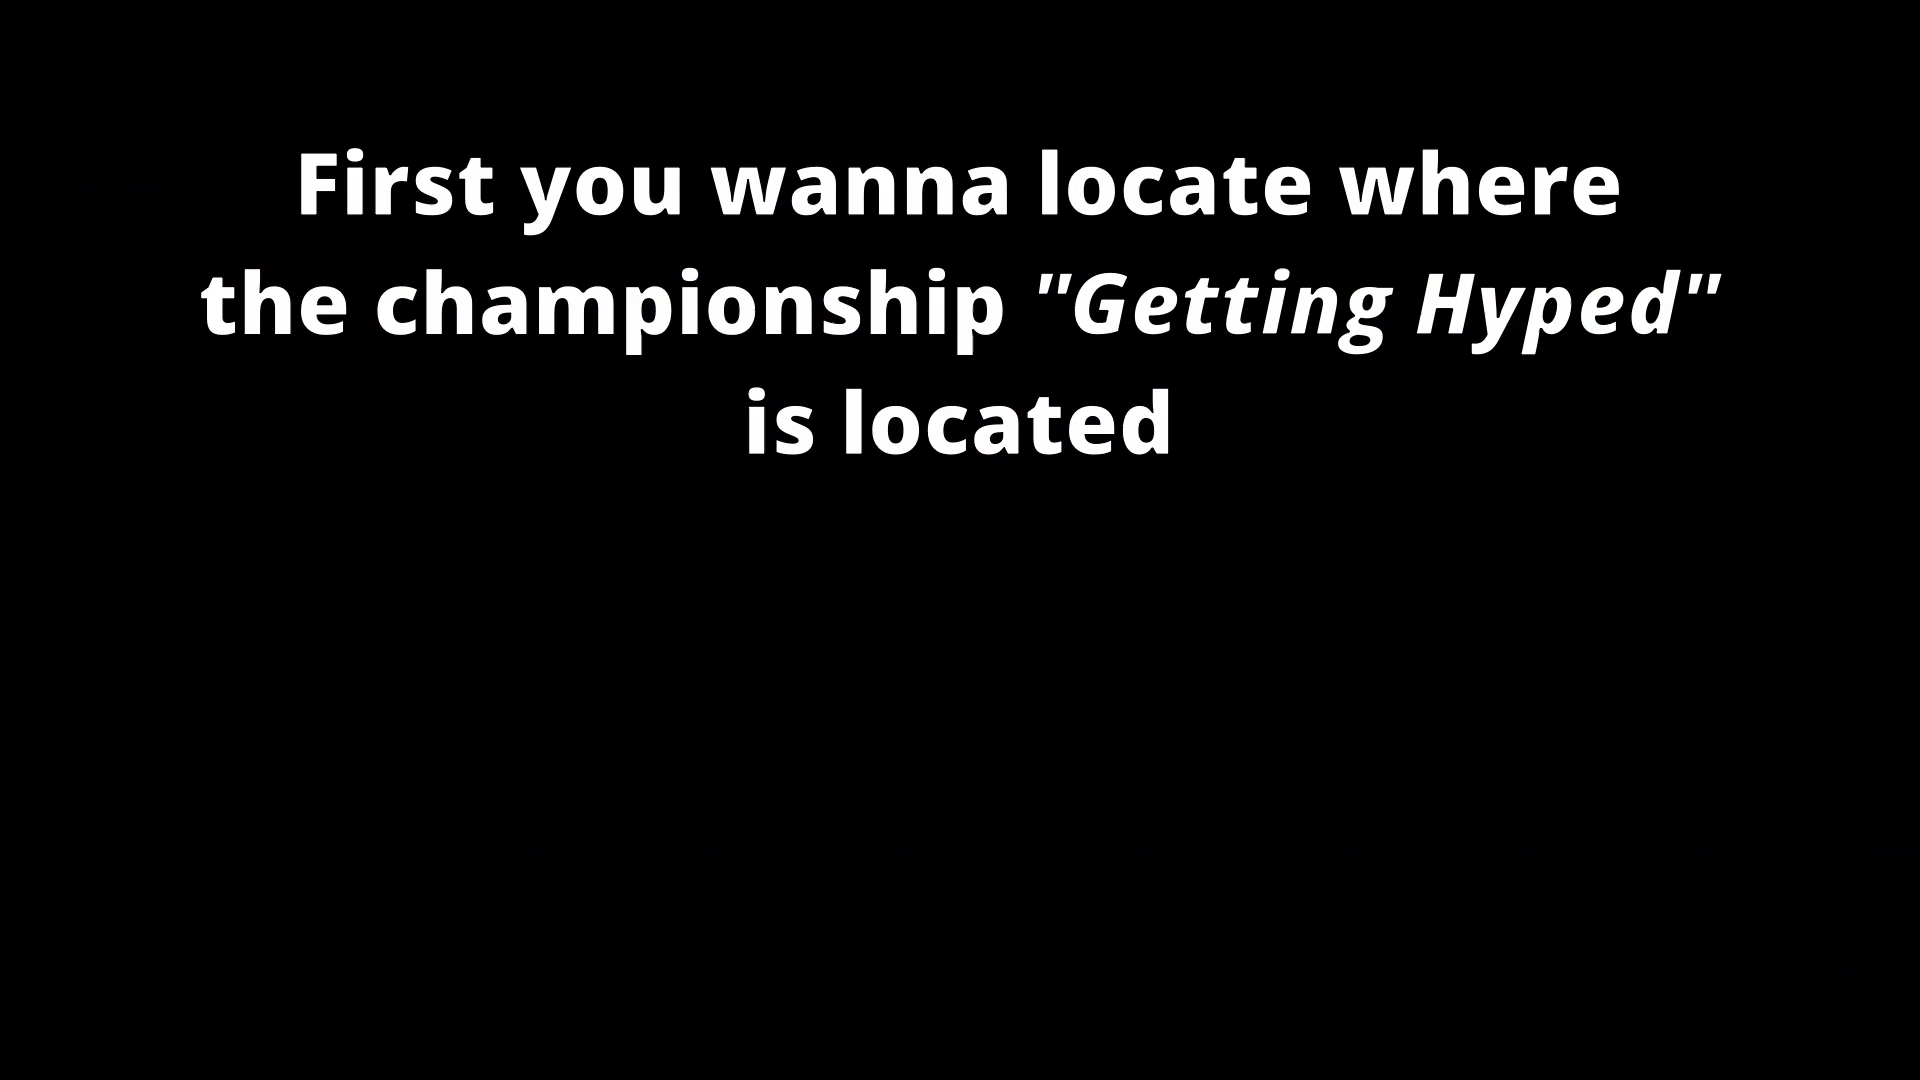 First you wanna locate where
the championship "Getting Hyped"
is located